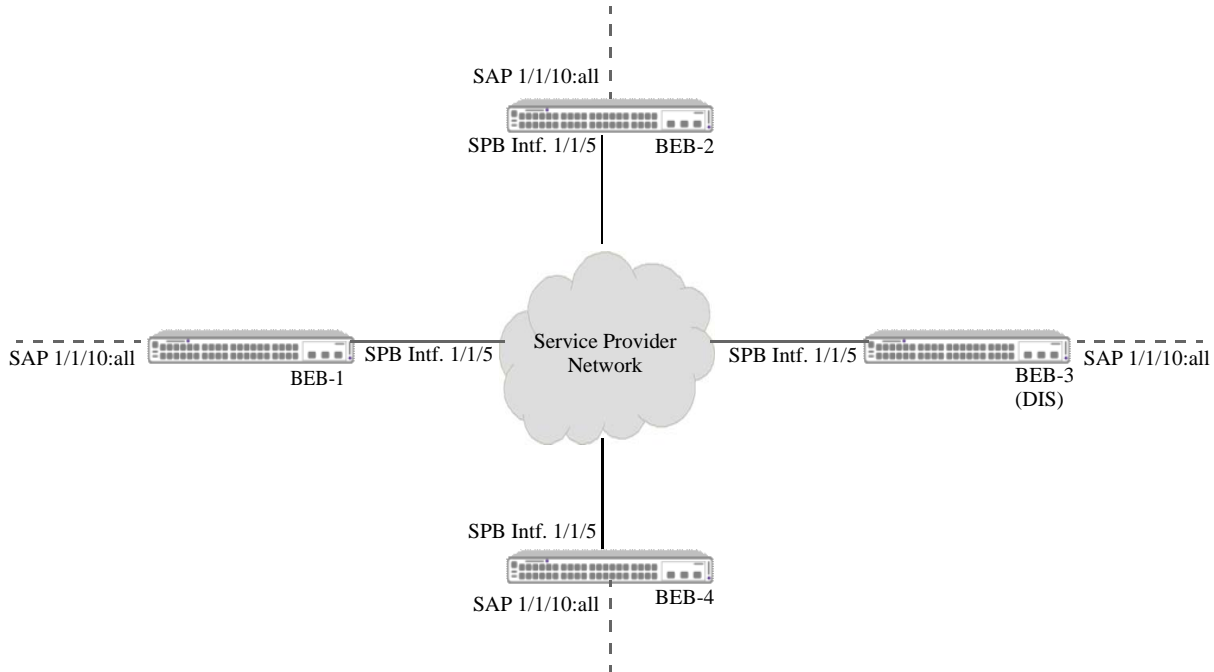 SAP 1/1/10:all
SPB Intf. 1/1/5
BEB-2
Service Provider
Network
SAP 1/1/10:all
SPB Intf. 1/1/5
BEB-1
SPB Intf. 1/1/5
SAP 1/1/10:all
BEB-3
(DIS)
SPB Intf. 1/1/5
SAP 1/1/10:all
BEB-4